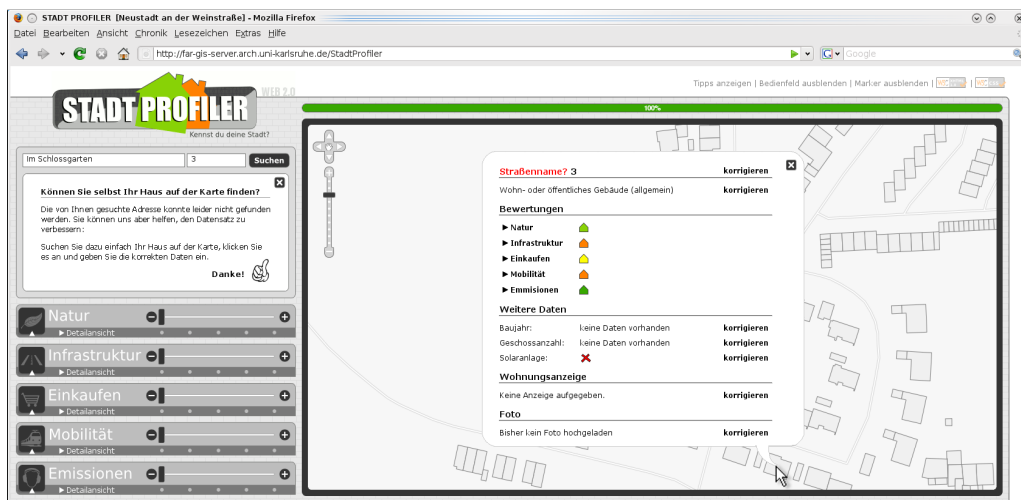 STADT PROFILER [Neustadt an der Weinstraße] - Mozilla Firefox
Datei Bearbeiten Ansicht Chronik Lesezeichen Extras Hilfe
http://far-gis-server.arch.uni-karlsruhe.de/StadtProfiler
Google
STADT PROFILER
WEB 2.0
Kennst du deine Stadt?
Tipps anzeigen | Bedienfeld ausblenden | Marker ausblenden |
100%
Im Schlossgarten 3 Suchen
Können Sie selbst Ihr Haus auf der Karte finden?
Die von Ihnen gesuchte Adresse konnte leider nicht gefunden
werden. Sie können uns aber helfen, den Datensatz zu
verbessern:
Suchen Sie dazu einfach Ihr Haus auf der Karte, klicken Sie
es an und geben Sie die korrekten Daten ein.
Danke!
Natur
Detailansicht
Infrastruktur
Detailansicht
Einkaufen
Detailansicht
Mobilität
Detailansicht
Emissionen
Detailansicht
Straßenname? 3 korrigieren
Wohn- oder öffentliches Gebäude (allgemein) korrigieren
Bewertungen
Natur
Infrastruktur
Einkaufen
Mobilität
Emmisionen
Weitere Daten
Baujahr: keine Daten vorhanden korrigieren
Geschossanzahl: keine Daten vorhanden korrigieren
Solaranlage: korrigieren
Wohnungsanzeige
Keine Anzeige aufgegeben. korrigieren
Foto
Bisher kein Foto hochgeladen korrigieren